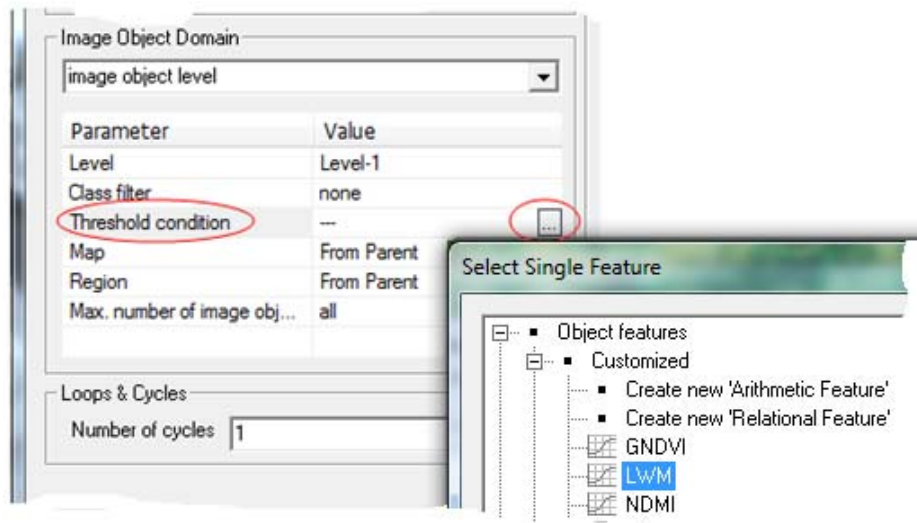 Image Object Domain
image object level
Parameter Value
Level Level-1
Class filter none
Threshold condition --- ...
Map From Parent
Region From Parent
Max. number of image obj... all
Loops & Cycles
Number of cycles 1
Select Single Feature
Object features
Customized
Create new 'Arithmetic Feature'
Create new 'Relational Feature'
GNDVI
LWM
NDMI